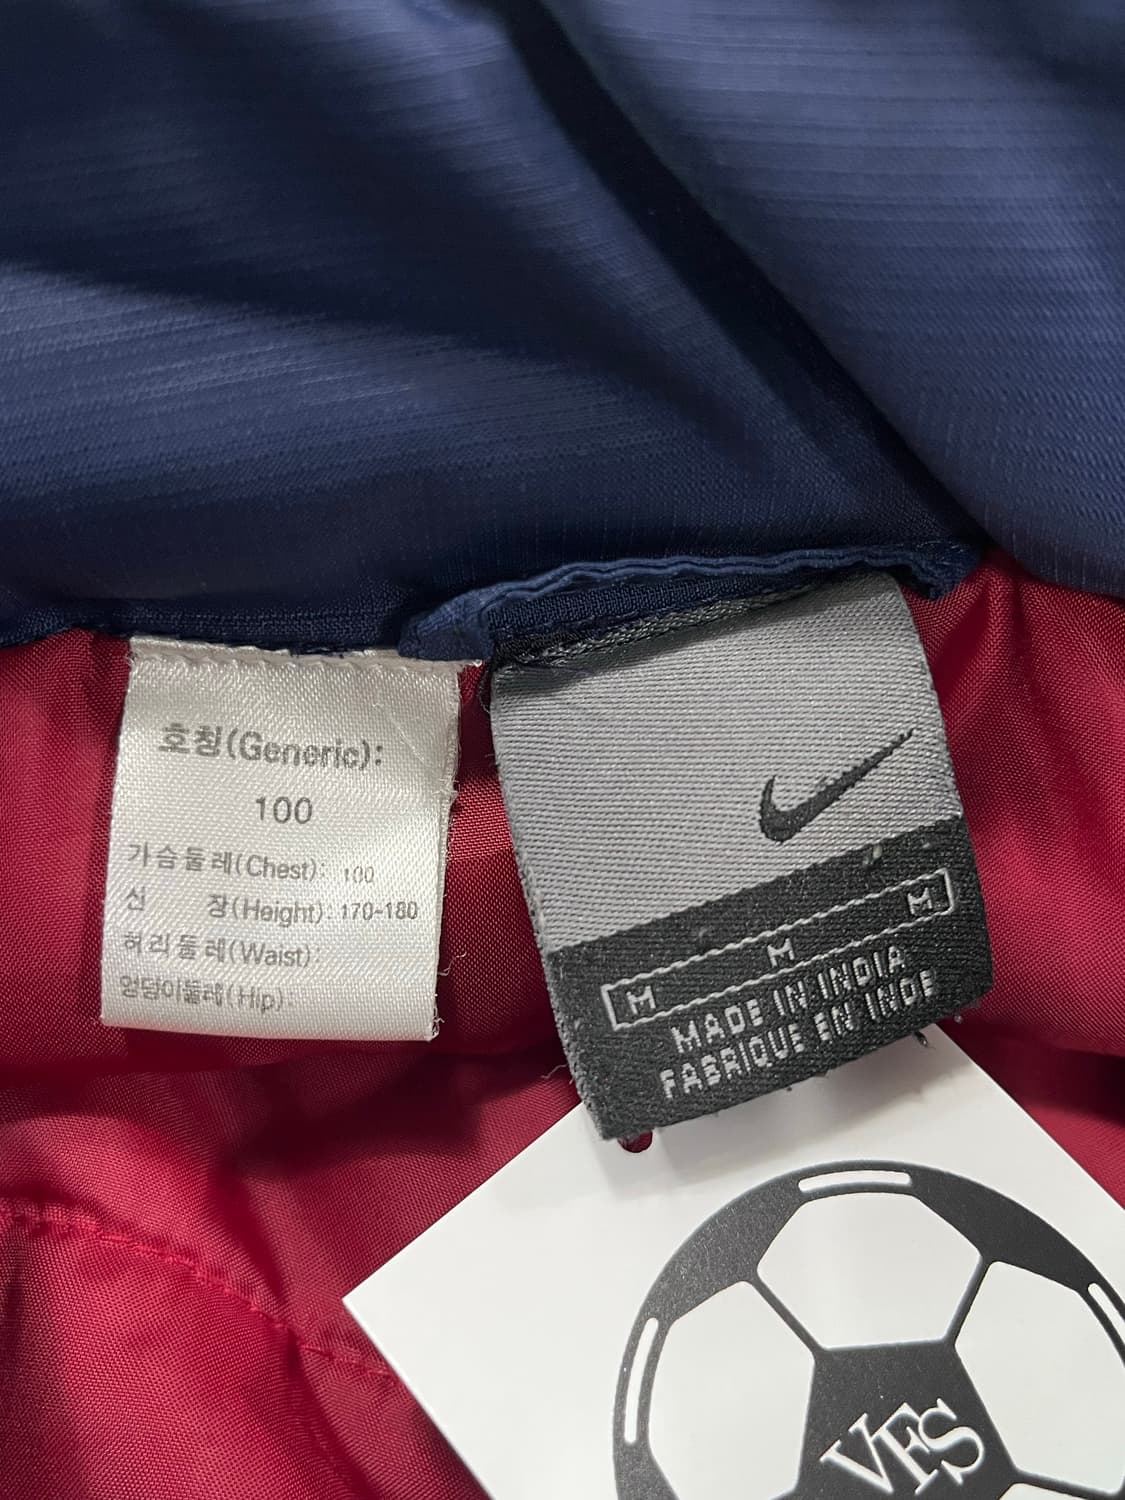 호칭(Generic):
100
가슴둘레(Chest): 100
신 장(Height): 170-180
허리둘레(Waist):
엉덩이둘레(Hip):
M M M
MADE IN INDIA
FABRIQUE EN INDE
VFS